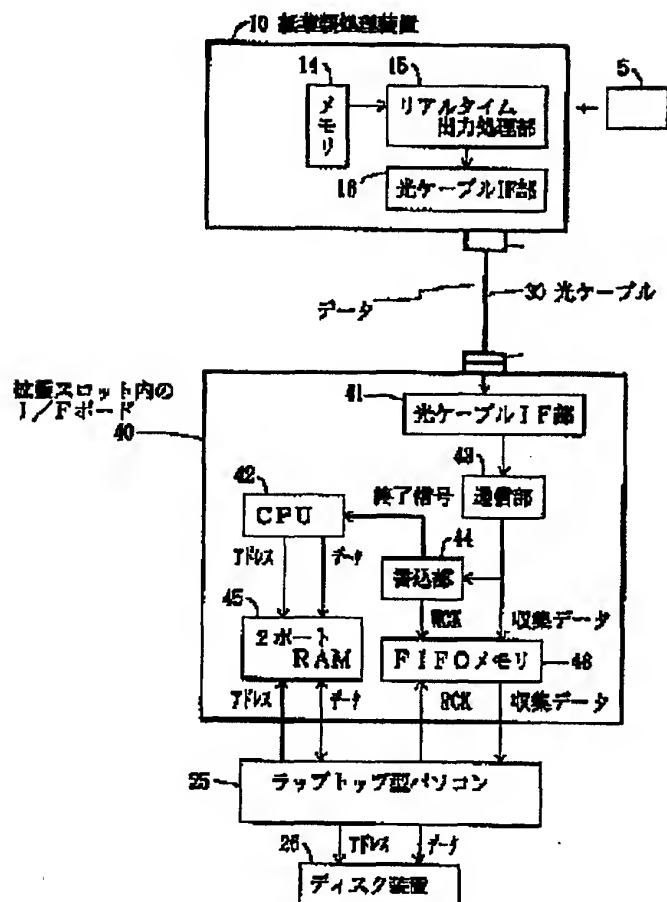 10 紙葉類処理装置
14
15
5
メモリ
リアルタイム
出力処理部
16
光ケーブルIF部
データ
30 光ケーブル
拡張スロット内の
I/Fボード
40
41
光ケーブルIF部
42
CPU
終了信号
43
通信部
44
書込部
アドレス
データ
45
2ポート
RAM
WCK
収集データ
FIFOメモリ
46
アドレス
データ
RCK
収集データ
25
ラップトップ型パソコン
26
アドレス
データ
ディスク装置